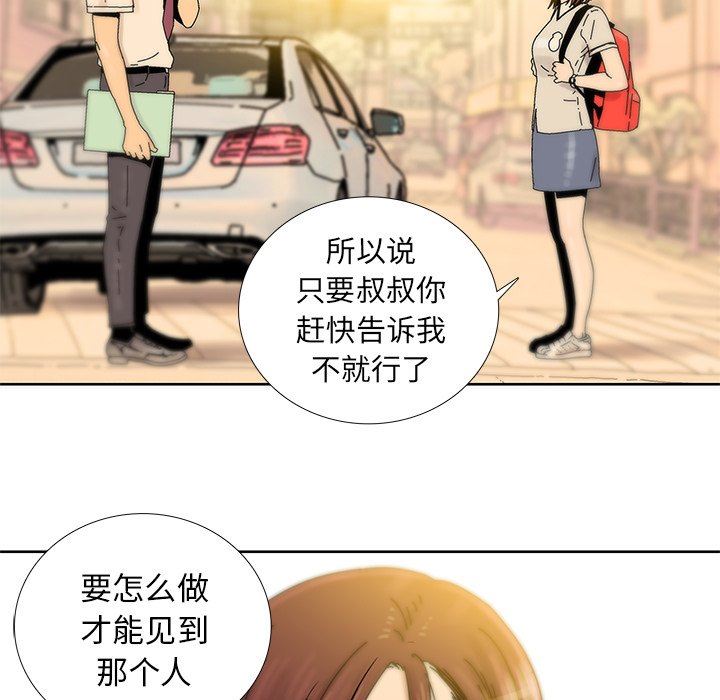 所以说
只要叔叔你
赶快告诉我
不就行了
要怎么做
才能见到
那个人